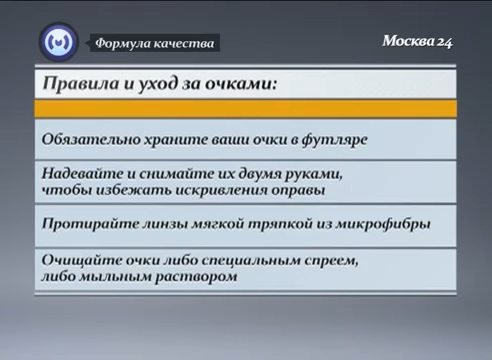 Формула качества
Москва 24
Правила и уход за очками:
Обязательно храните ваши очки в футляре
Надевайте и снимайте их двумя руками,
чтобы избежать искривления оправы
Протирайте линзы мягкой тряпкой из микрофибры
Очищайте очки либо специальным спреем,
либо мыльным раствором